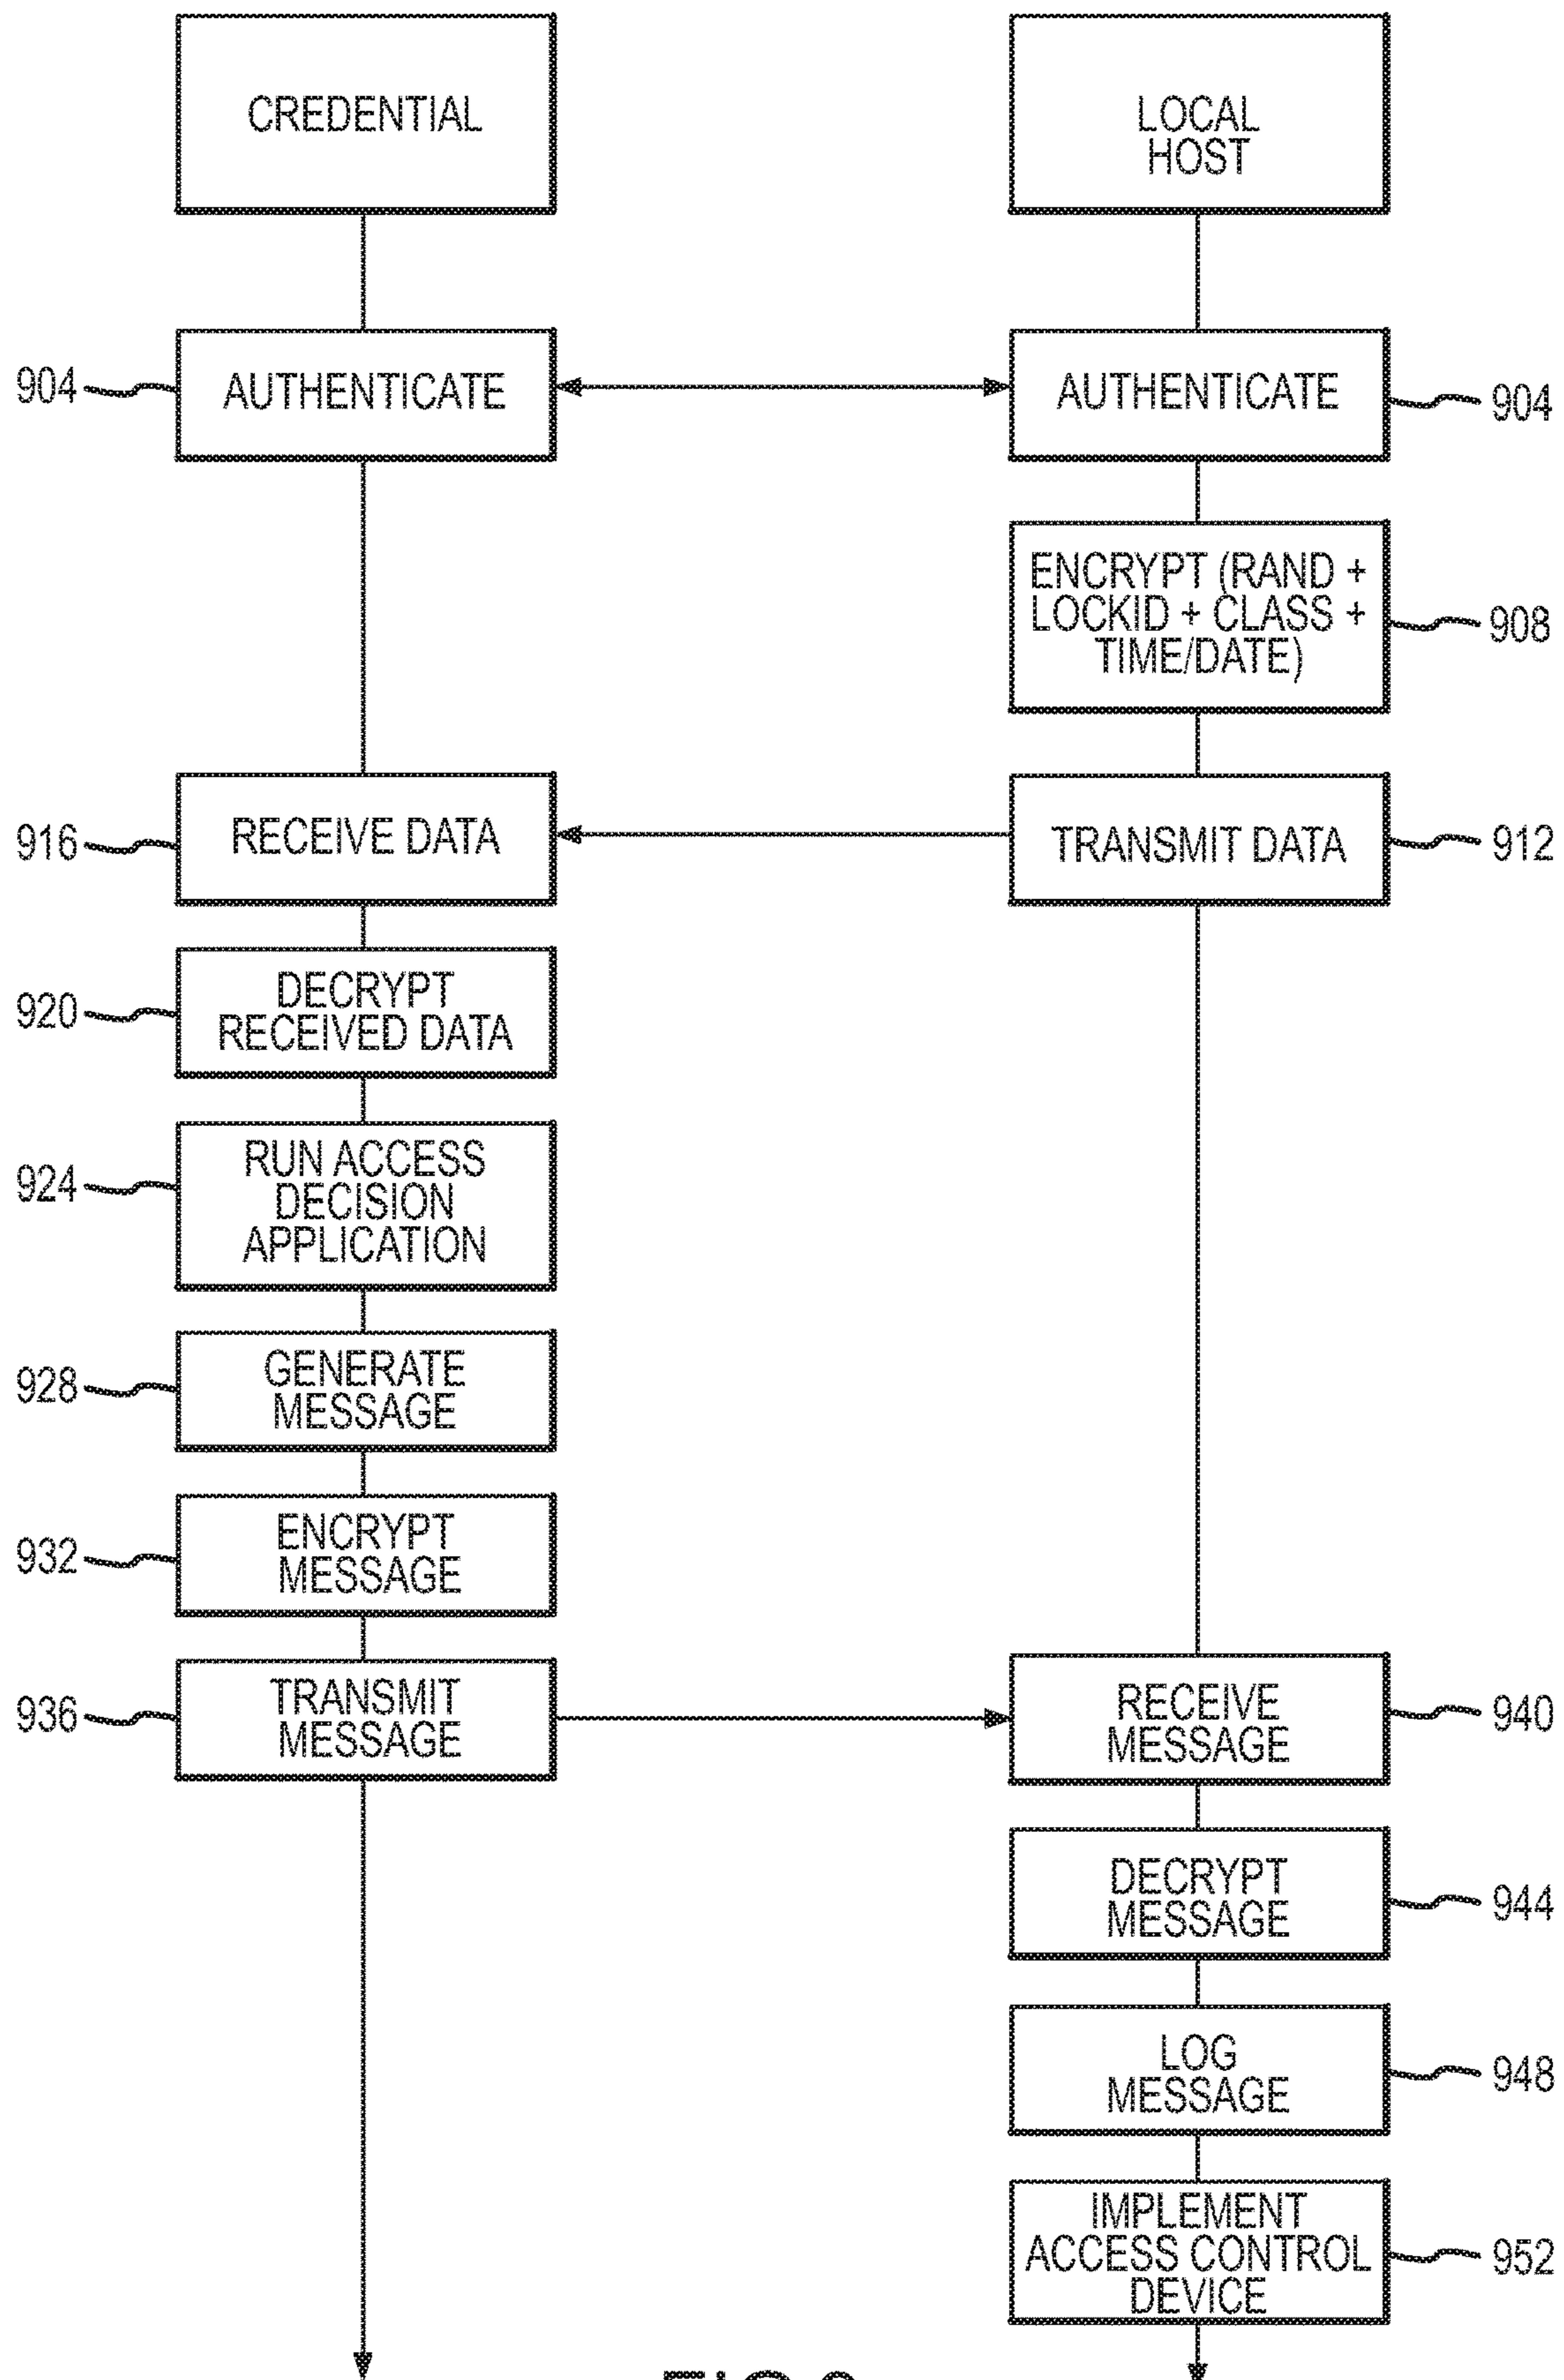 CREDENTIAL
LOCAL
HOST
904
AUTHENTICATE
AUTHENTICATE
904
ENCRYPT (RAND +
LOCKID + CLASS +
TIME/DATE)
908
916
RECEIVE DATA
TRANSMIT DATA
912
920
DECRYPT
RECEIVED DATA
924
RUN ACCESS
DECISION
APPLICATION
928
GENERATE
MESSAGE
932
ENCRYPT
MESSAGE
936
TRANSMIT
MESSAGE
RECEIVE
MESSAGE
940
DECRYPT
MESSAGE
944
LOG
MESSAGE
948
IMPLEMENT
ACCESS CONTROL
DEVICE
952